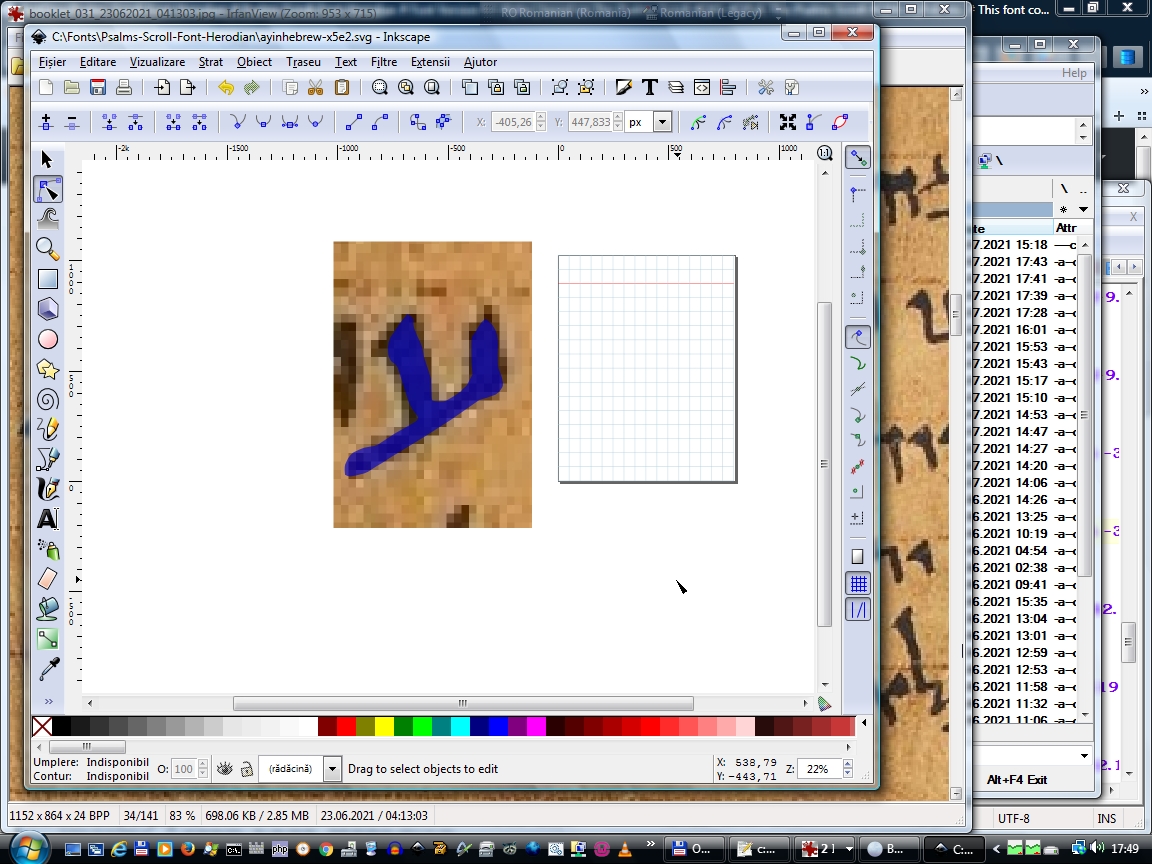 booklet_031_23062021_041303.jpg - IrfanView (Zoom: 953 x 715)
RO Romanian (Romania)
Romanian (Legacy)
This font co...
C:\Fonts\Psalms-Scroll-Font-Herodian\ayinhebrew-x5e2.svg - Inkscape
Fișier Editare Vizualizare Strat Obiect Traseu Text Filtre Extensii Ajutor
Help
X: -405,26 Y: 447,833 px
-2k -1500 -1000 -500 0 500 1000
1000
500
0
-500
\
\ ..
*
te Attr
7.2021 15:18 —c
7.2021 17:43 -a-c
7.2021 17:41 -a-c
7.2021 17:39 -a-c
7.2021 17:28 -a-c
6.2021 16:01 -a-c
7.2021 15:53 -a-c
7.2021 15:43 -a-c
7.2021 15:17 -a-c
7.2021 15:10 -a-c
7.2021 14:53 -a-c
7.2021 14:47 -a-c
7.2021 14:27 -a-c
7.2021 14:20 -a-c
7.2021 14:06 -a-c
6.2021 14:26 -a-c
6.2021 13:25 -a-c
6.2021 10:19 -a-c
6.2021 04:54 -a-c
6.2021 02:38 -a-c
6.2021 09:41 -a-c
6.2021 15:35 -a-c
6.2021 13:04 -a-c
6.2021 13:01 -a-c
6.2021 12:59 -a-c
6.2021 12:53 -a-c
6.2021 11:58 -a-c
6.2021 11:32 -a-c
6.2021 11:06 -a-c
9.
9.
-3
-3
2.
19
2.1
Umplere: Indisponibil
Contur: Indisponibil
O: 100
(rădăcină)
Drag to select objects to edit
X: 538,79
Y: -443,71
Z: 22%
Alt+F4 Exit
1152 x 864 x 24 BPP 34/141 83 % 698.06 KB / 2.85 MB 23.06.2021 / 04:13:03
UTF-8 INS
O... c:... 2 ] B... C:... 17:49